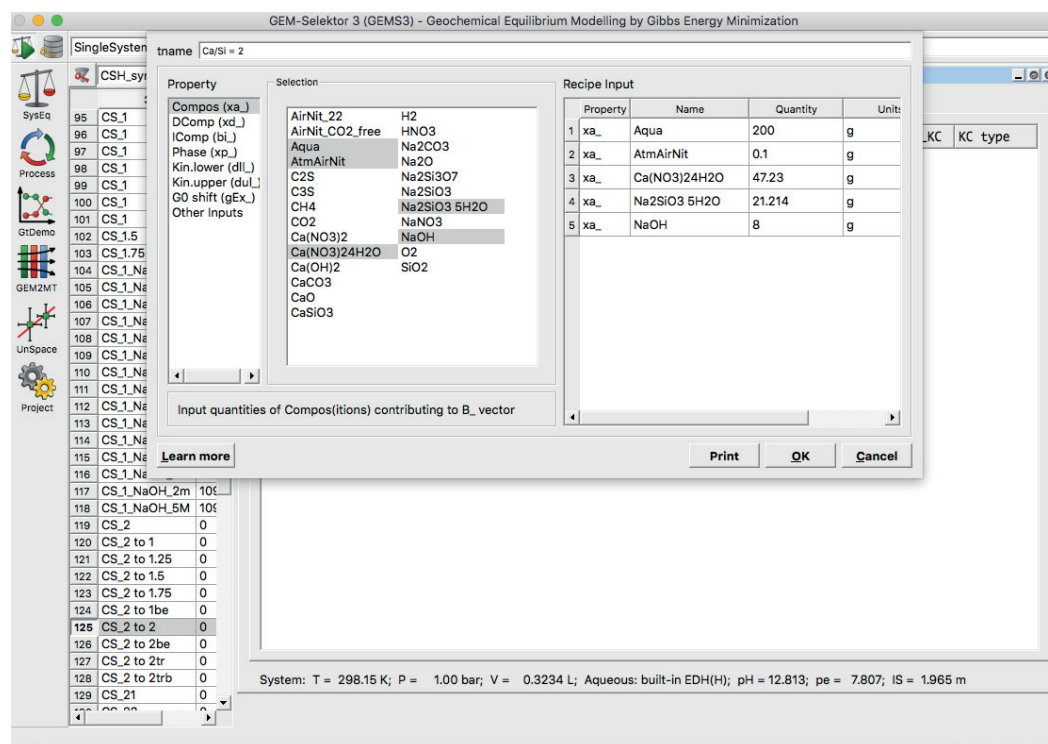 GEM-Selektor 3 (GEMS3) - Geochemical Equilibrium Modelling by Gibbs Energy Minimization
SingleSystem
tname Ca/Si = 2
CSH_sy
SysEq
Process
GtDemo
GEM2MT
UnSpace
Project
Property
Compos (xa_)
DComp (xd_)
IComp (bi_)
Phase (xp_)
Kin.lower (dll_)
Kin.upper (dul_)
G0 shift (gEx_)
Other Inputs
Selection
AirNit_22
AirNit_CO2_free
Aqua
AtmAirNit
C2S
C3S
CH4
CO2
Ca(NO3)2
Ca(NO3)24H2O
Ca(OH)2
CaCO3
CaO
CaSiO3
H2
HNO3
Na2CO3
Na2O
Na2Si3O7
Na2SiO3
Na2SiO3 5H2O
NaNO3
NaOH
O2
SiO2
Recipe Input
Property Name Quantity Units
1 xa_ Aqua 200 g
2 xa_ AtmAirNit 0.1 g
3 xa_ Ca(NO3)24H2O 47.23 g
4 xa_ Na2SiO3 5H2O 21.214 g
5 xa_ NaOH 8 g
_KC KC type
Input quantities of Compos(itions) contributing to B_ vector
Learn more Print OK Cancel
95 CS_1
96 CS_1
97 CS_1
98 CS_1
99 CS_1
100 CS_1
101 CS_1
102 CS_1.5
103 CS_1.75
104 CS_1_Na
105 CS_1_Na
106 CS_1_Na
107 CS_1_Na
108 CS_1_Na
109 CS_1_Na
110 CS_1_Na
111 CS_1_Na
112 CS_1_Na
113 CS_1_Na
114 CS_1_Na
115 CS_1_Na
116 CS_1_Na
117 CS_1_NaOH_2m 109
118 CS_1_NaOH_5M 109
119 CS_2 0
120 CS_2 to 1 0
121 CS_2 to 1.25 0
122 CS_2 to 1.5 0
123 CS_2 to 1.75 0
124 CS_2 to 1be 0
125 CS_2 to 2 0
126 CS_2 to 2be 0
127 CS_2 to 2tr 0
128 CS_2 to 2trb 0
129 CS_21 0
System: T = 298.15 K; P = 1.00 bar; V = 0.3234 L; Aqueous: built-in EDH(H); pH = 12.813; pe = 7.807; IS = 1.965 m